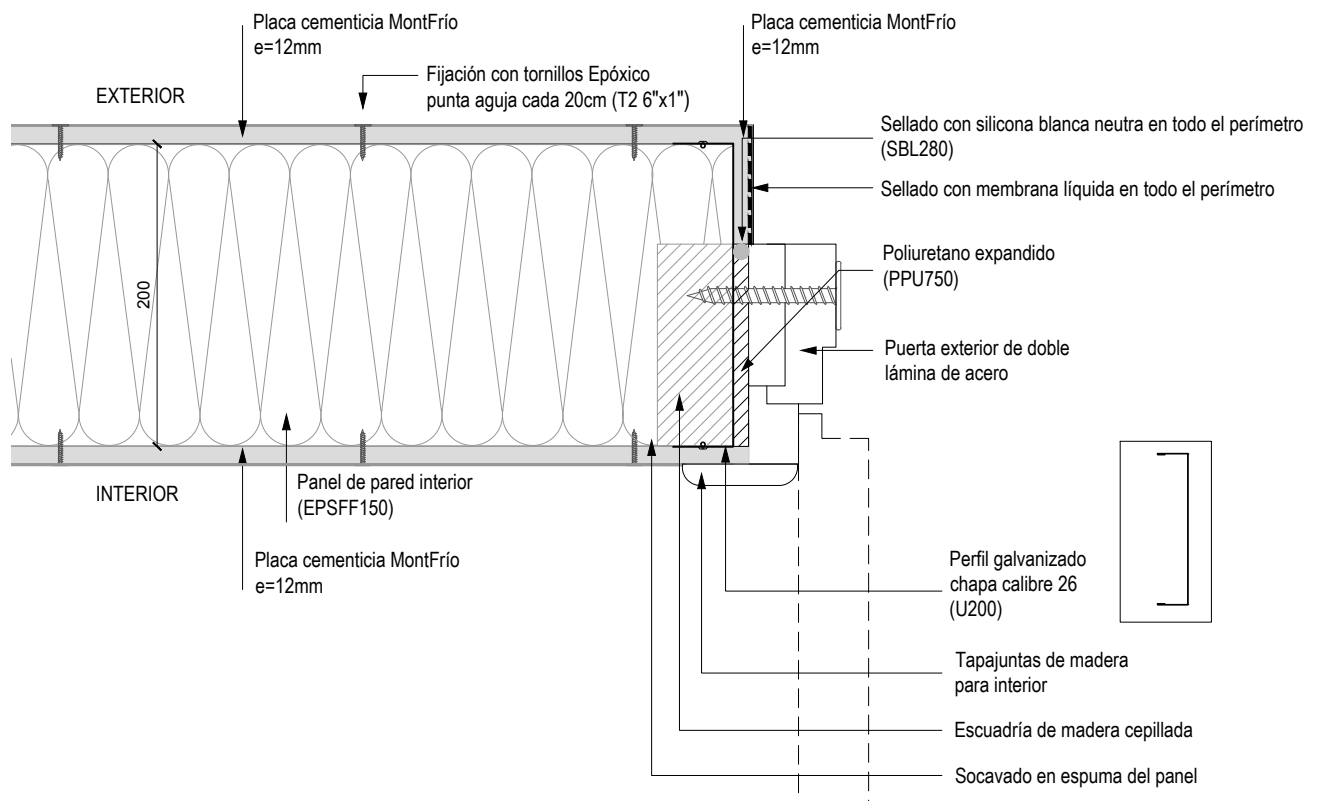 Placa cementicia MontFrío
e=12mm
Placa cementicia MontFrío
e=12mm
Fijación con tornillos Epóxico
punta aguja cada 20cm (T2 6"x1")
EXTERIOR
Sellado con silicona blanca neutra en todo el perímetro
(SBL280)
Sellado con membrana líquida en todo el perímetro
Poliuretano expandido
(PPU750)
200
Puerta exterior de doble
lámina de acero
INTERIOR
Panel de pared interior
(EPSFF150)
Placa cementicia MontFrío
e=12mm
Perfil galvanizado
chapa calibre 26
(U200)
Tapajuntas de madera
para interior
Escuadría de madera cepillada
Socavado en espuma del panel